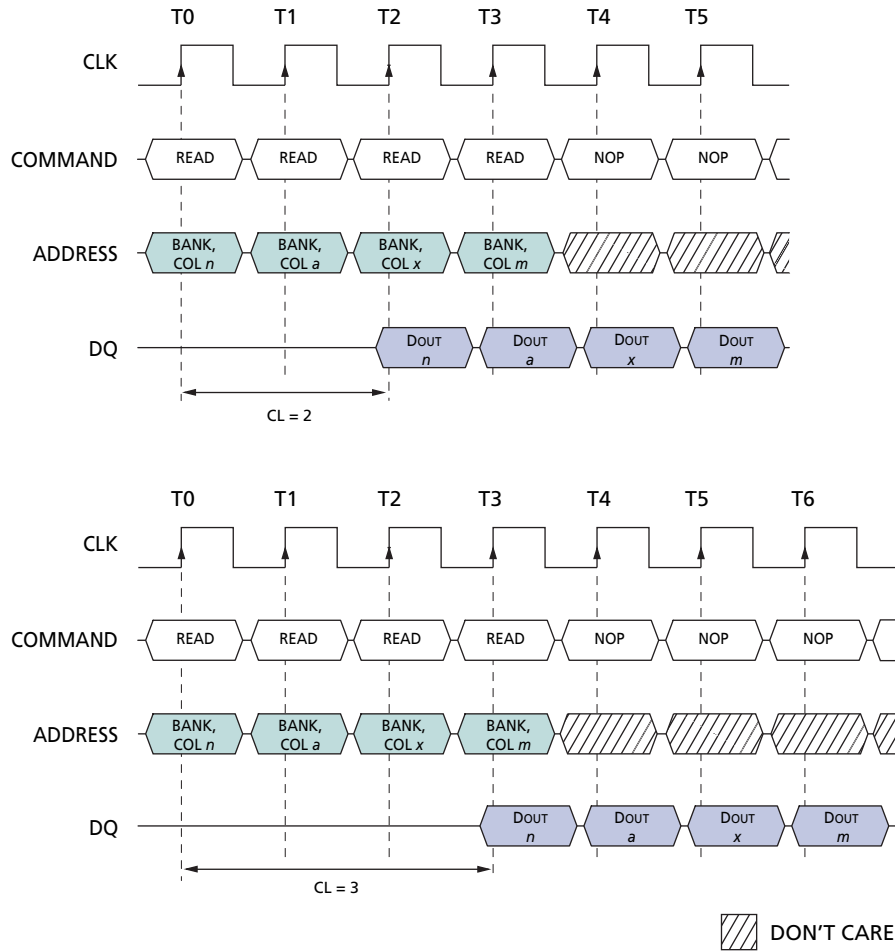 T0 T1 T2 T3 T4 T5
CLK
COMMAND READ READ READ READ NOP NOP
ADDRESS BANK, COL n BANK, COL a BANK, COL x BANK, COL m
DQ DOUT n DOUT a DOUT x DOUT m
CL = 2
T0 T1 T2 T3 T4 T5 T6
CLK
COMMAND READ READ READ READ NOP NOP NOP
ADDRESS BANK, COL n BANK, COL a BANK, COL x BANK, COL m
DQ DOUT n DOUT a DOUT x DOUT m
CL = 3
DON'T CARE